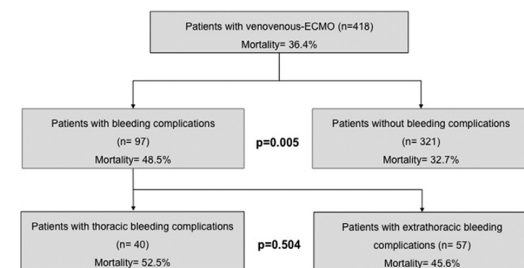 Patients with venovenous-ECMO (n=418)
Mortality= 36.4%
Patients with bleeding complications
(n= 97)
Mortality= 48.5%
p=0.005
Patients without bleeding complications
(n= 321)
Mortality= 32.7%
Patients with thoracic bleeding complications
(n= 40)
Mortality= 52.5%
p=0.504
Patients with extrathoracic bleeding
complications (n= 57)
Mortality= 45.6%